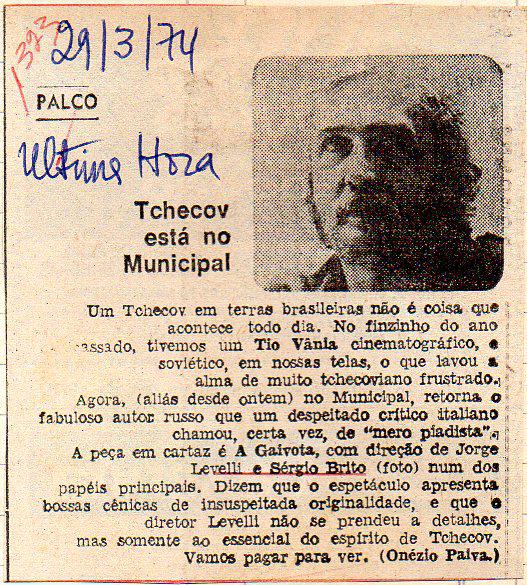 323
29/3/74
PALCO
Ultima Hora
Tchecov
está no
Municipal
Um Tchecov em terras brasileiras não é coisa que
acontece todo dia. No finzinho do ano
passado, tivemos um Tio Vânia cinematográfico, e
soviético, em nossas telas, o que lavou a
alma de muito tchecoviano frustrado.
Agora, (aliás desde ontem) no Municipal, retorna o
fabuloso autor russo que um despeitado crítico italiano
chamou, certa vez, de “mero piadista”.
A peça em cartaz é A Gaivota, com direção de Jorge
Levelli e Sérgio Brito (foto) num dos
papéis principais. Dizem que o espetáculo apresenta
bossas cênicas de insuspeitada originalidade, e que o
diretor Levelli não se prendeu a detalhes,
mas somente ao essencial do espírito de Tchecov.
Vamos pagar para ver. (Onézio Paiva.)